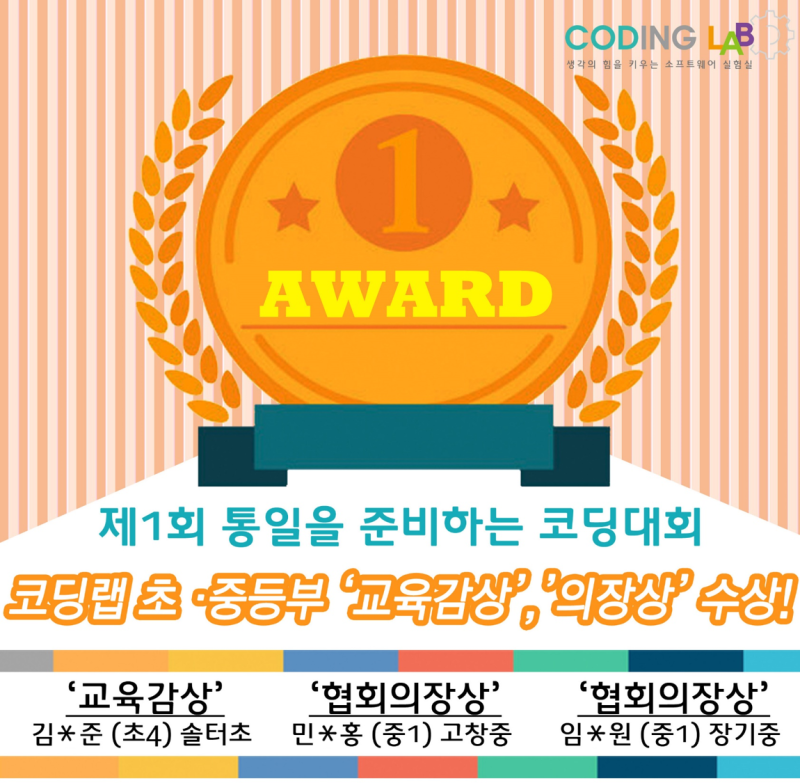 CODING LAB
생각의 힘을 키우는 소프트웨어 실험실
1
AWARD
제1회 통일을 준비하는 코딩대회
코딩랩 초·중등부 ‘교육감상’,’의장상’ 수상!
‘교육감상’
김*준 (초4) 솔터초
‘협회의장상’
민*홍 (중1) 고창중
‘협회의장상’
임*원 (중1) 장기중